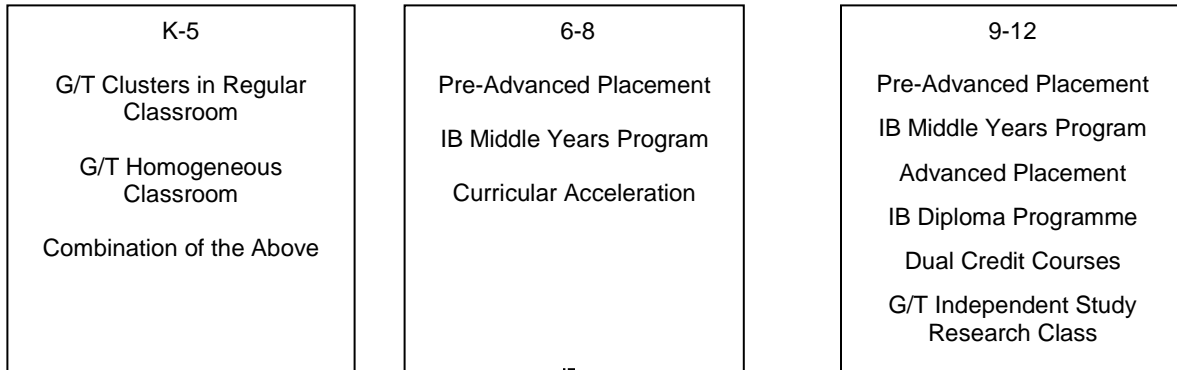 K-5
G/T Clusters in Regular
Classroom
G/T Homogeneous
Classroom
Combination of the Above
6-8
Pre-Advanced Placement
IB Middle Years Program
Curricular Acceleration
9-12
Pre-Advanced Placement
IB Middle Years Program
Advanced Placement
IB Diploma Programme
Dual Credit Courses
G/T Independent Study
Research Class